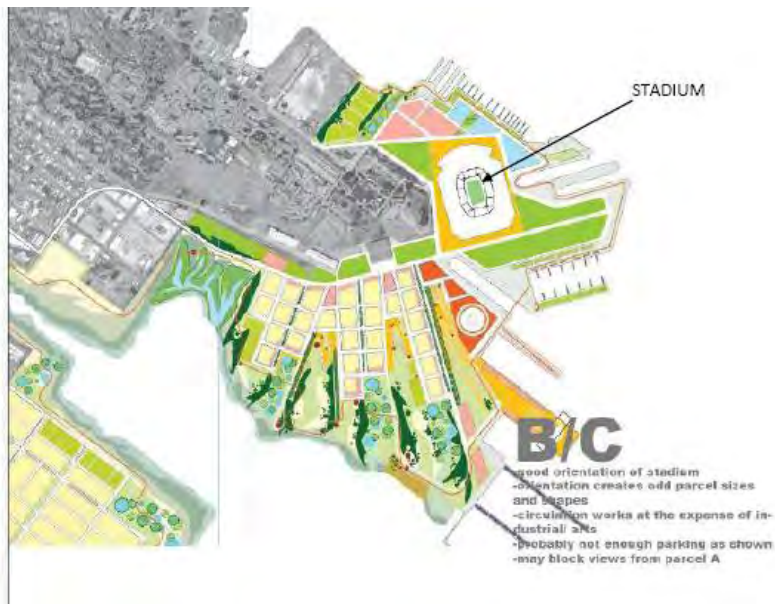 STADIUM
B/C
-good orientation of stadium
-orientation creates odd parcel sizes
and shapes
-circulation works at the expense of in-
dustrial/ arts
-probably not enough parking as shown
-may block views from parcel A